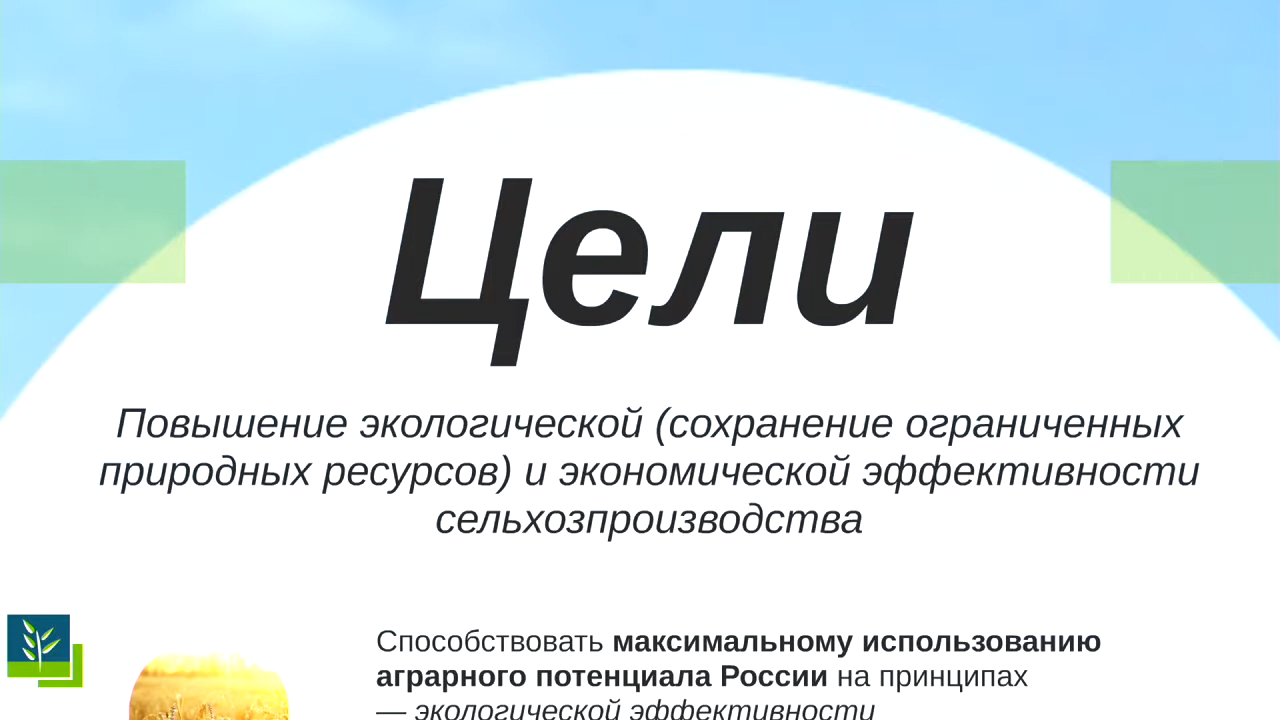 Цели
Повышение экологической (сохранение ограниченных
природных ресурсов) и экономической эффективности
сельхозпроизводства
Способствовать максимальному использованию
аграрного потенциала России на принципах
— экологической эффективности